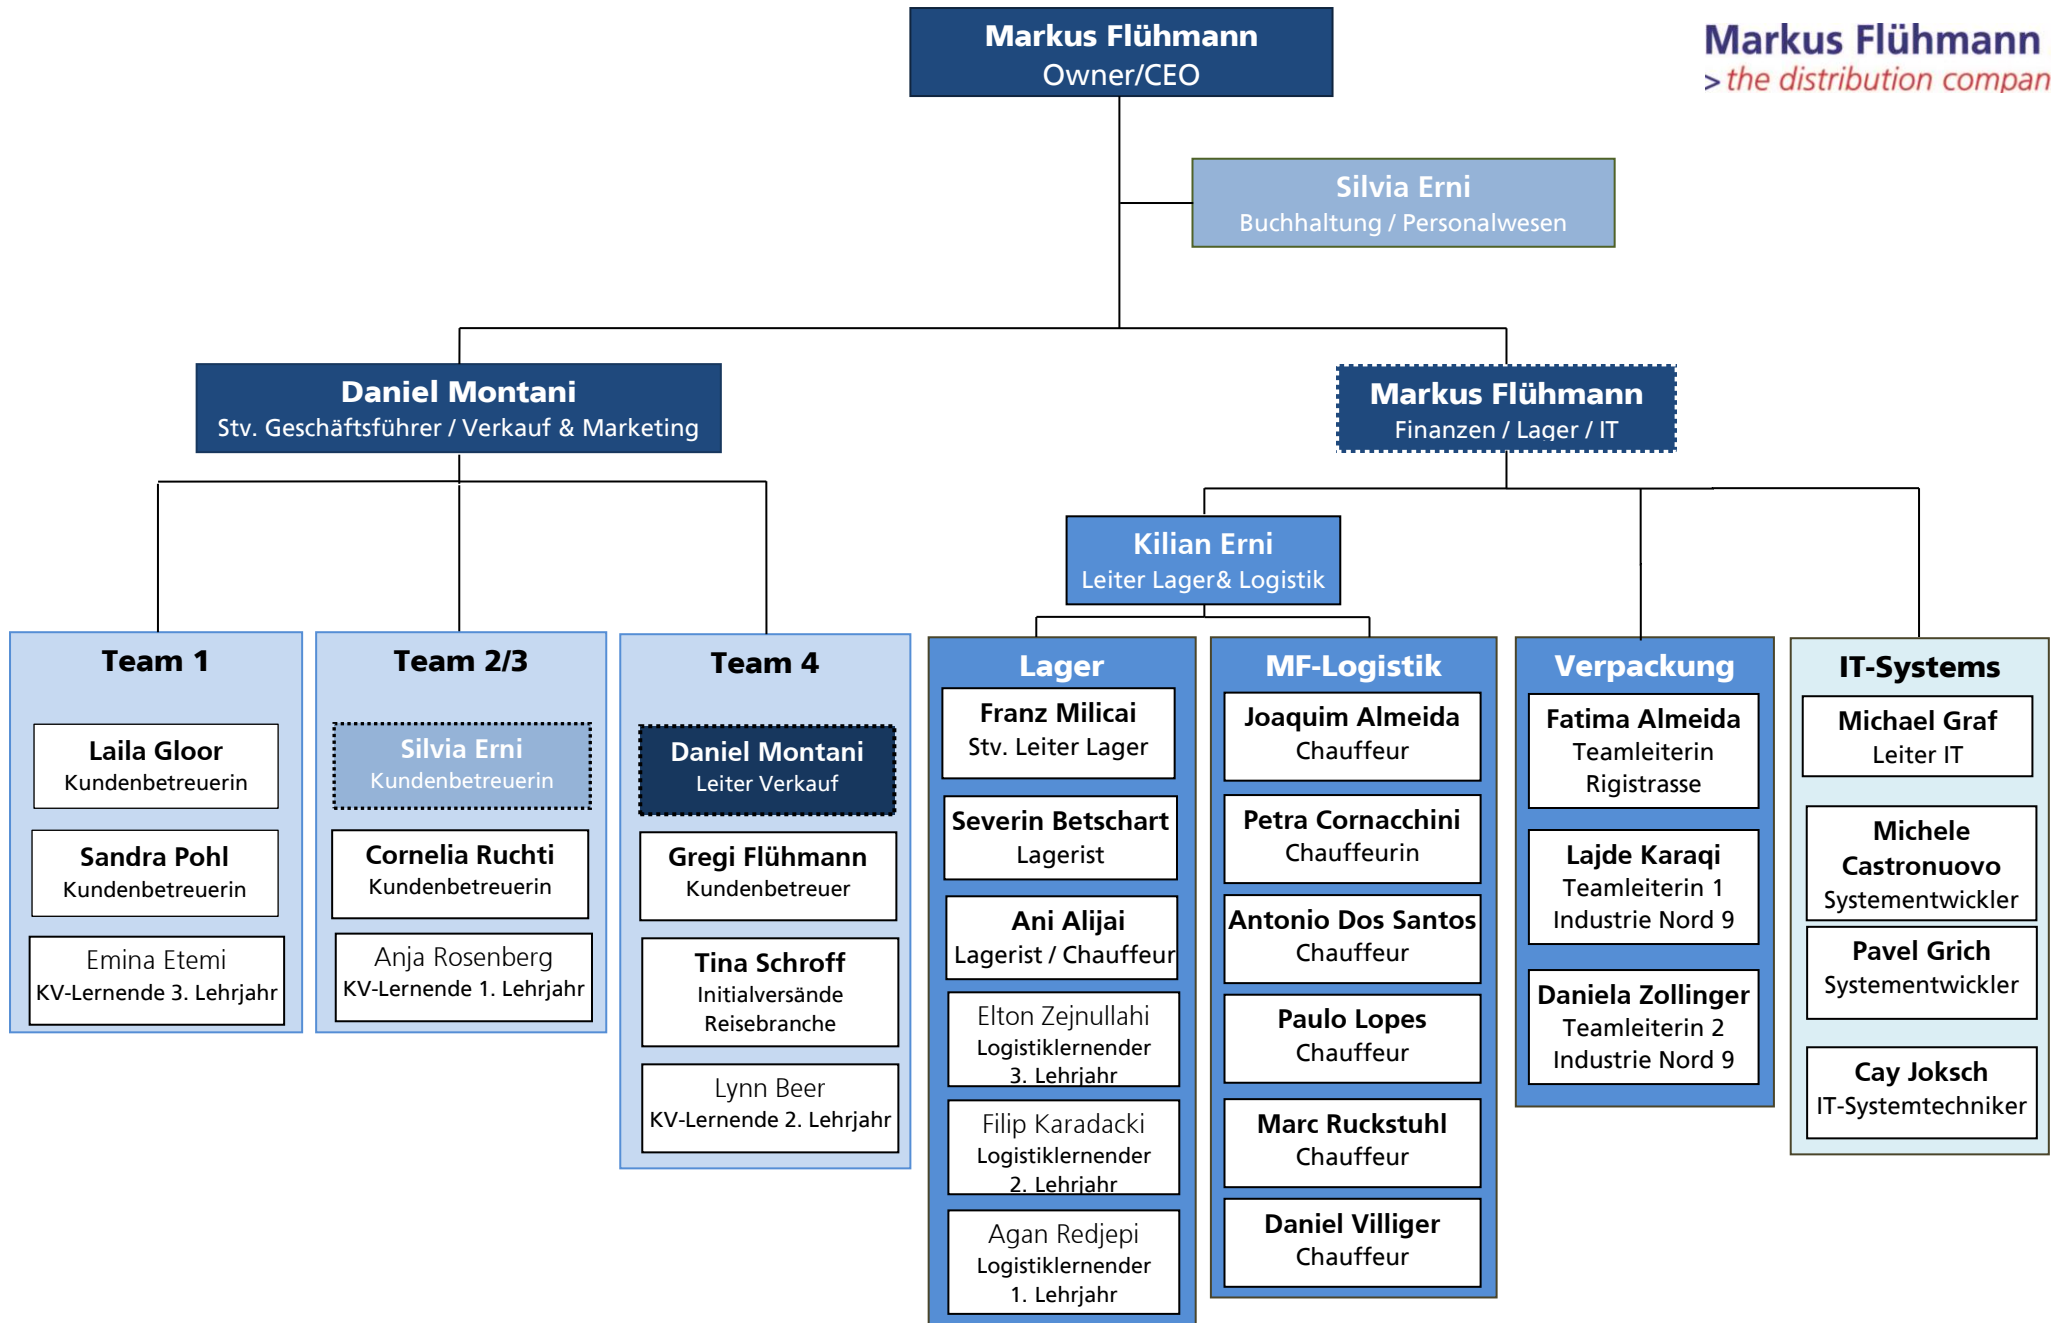 Markus Flühmann
Owner/CEO
Markus Flühmann
> the distribution compan
Silvia Erni
Buchhaltung / Personalwesen
Daniel Montani
Stv. Geschäftsführer / Verkauf & Marketing
Markus Flühmann
Finanzen / Lager / IT
Kilian Erni
Leiter Lager& Logistik
Team 1
Laila Gloor
Kundenbetreuerin
Sandra Pohl
Kundenbetreuerin
Emina Etemi
KV-Lernende 3. Lehrjahr
Team 2/3
Silvia Erni
Kundenbetreuerin
Cornelia Ruchti
Kundenbetreuerin
Anja Rosenberg
KV-Lernende 1. Lehrjahr
Team 4
Daniel Montani
Leiter Verkauf
Gregi Flühmann
Kundenbetreuer
Tina Schroff
Initialversände
Reisebranche
Lynn Beer
KV-Lernende 2. Lehrjahr
Lager
Franz Milicai
Stv. Leiter Lager
Severin Betschart
Lagerist
Ani Alijai
Lagerist / Chauffeur
Elton Zejnullahi
Logistiklernender
3. Lehrjahr
Filip Karadacki
Logistiklernender
2. Lehrjahr
Agan Redjepi
Logistiklernender
1. Lehrjahr
MF-Logistik
Joaquim Almeida
Chauffeur
Petra Cornacchini
Chauffeurin
Antonio Dos Santos
Chauffeur
Paulo Lopes
Chauffeur
Marc Ruckstuhl
Chauffeur
Daniel Villiger
Chauffeur
Verpackung
Fatima Almeida
Teamleiterin
Rigistrasse
Lajde Karaqi
Teamleiterin 1
Industrie Nord 9
Daniela Zollinger
Teamleiterin 2
Industrie Nord 9
IT-Systems
Michael Graf
Leiter IT
Michele
Castronuovo
Systementwickler
Pavel Grich
Systementwickler
Cay Joksch
IT-Systemtechniker